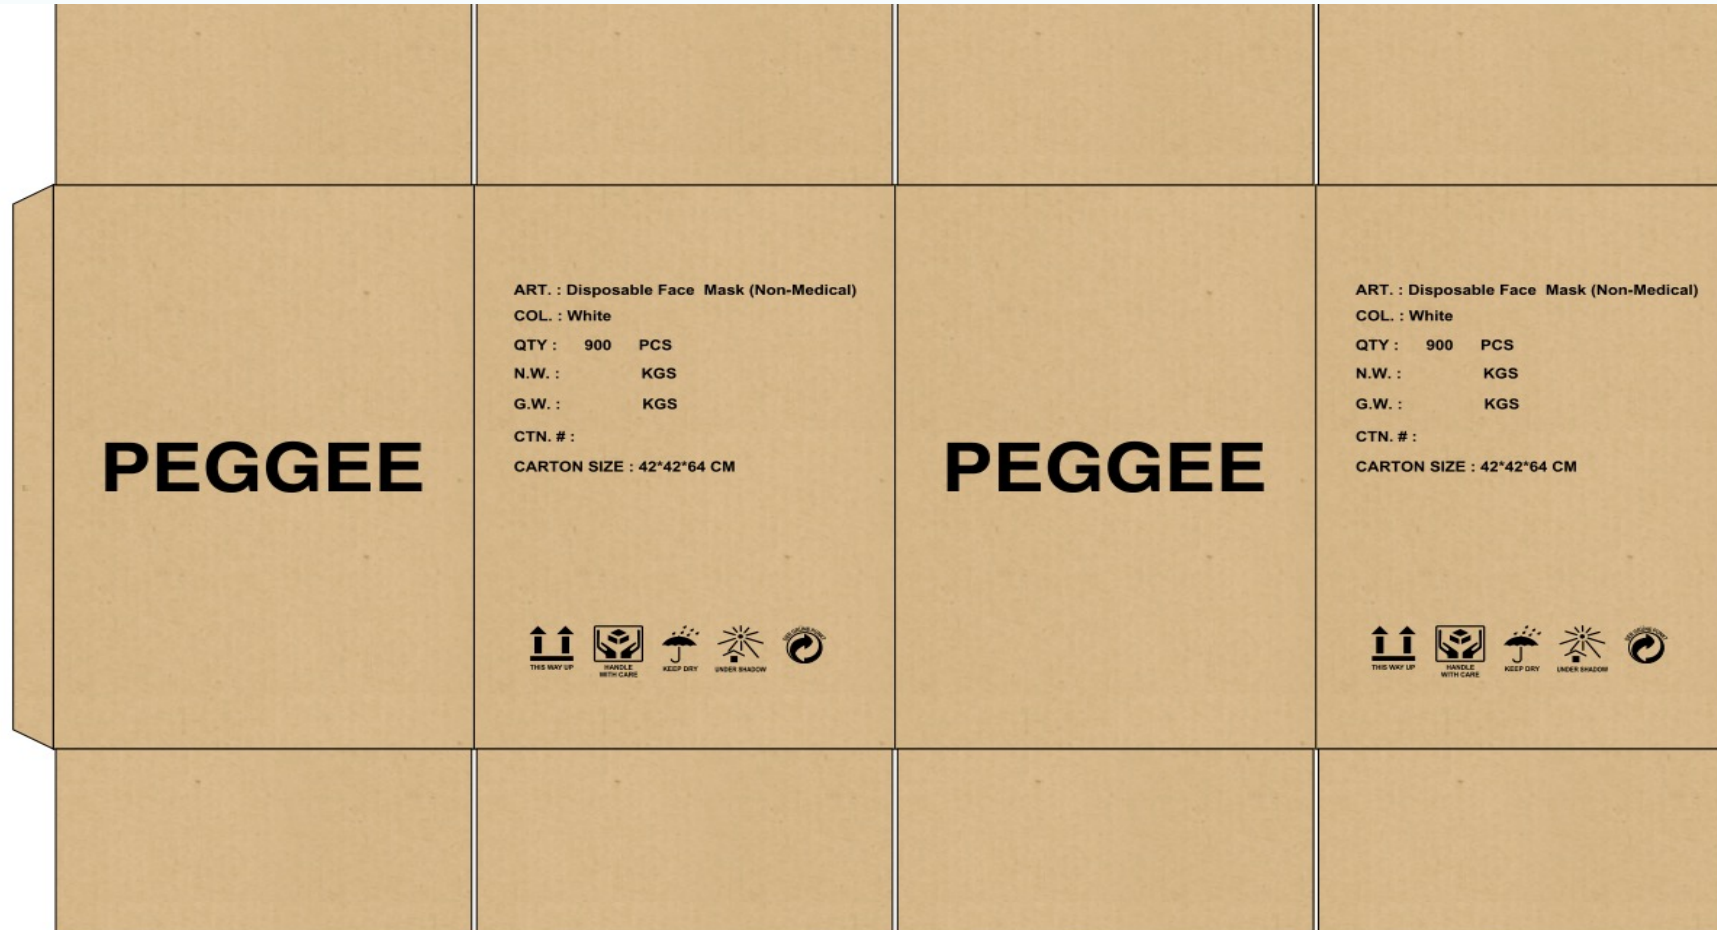 PEGGEE
ART. : Disposable Face Mask (Non-Medical)
COL. : White
QTY : 900 PCS
N.W. : KGS
G.W. : KGS
CTN. # :
CARTON SIZE : 42*42*64 CM
THIS WAY UP
HANDLE
WITH CARE
KEEP DRY
UNDER SHADOW
PEGGEE
ART. : Disposable Face Mask (Non-Medical)
COL. : White
QTY : 900 PCS
N.W. : KGS
G.W. : KGS
CTN. # :
CARTON SIZE : 42*42*64 CM
THIS WAY UP
HANDLE
WITH CARE
KEEP DRY
UNDER SHADOW